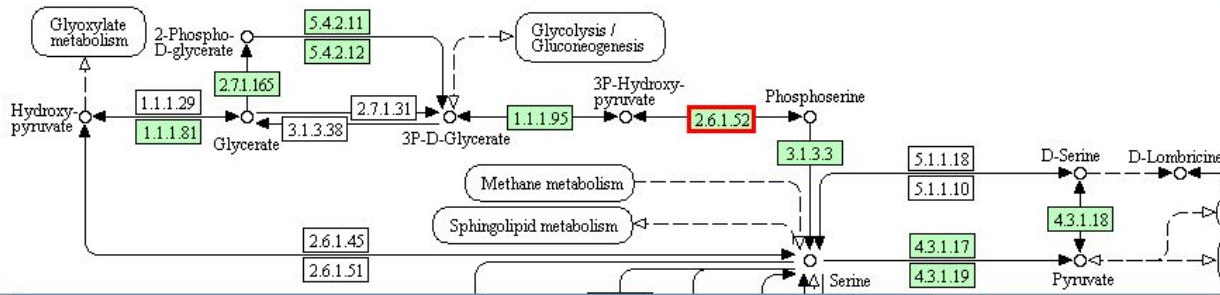 Glyoxylate
metabolism
2-Phospho-
D-glycerate
5.4.2.11
5.4.2.12
Glycolysis /
Gluconeogenesis
2.7.1.165
3P-Hydroxy-
pyruvate
Phosphoserine
Hydroxy-
pyruvate
1.1.1.29
1.1.1.81
Glycerate
2.7.1.31
3.1.3.38
3P-D-Glycerate
1.1.1.95
2.6.1.52
3.1.3.3
5.1.1.18
5.1.1.10
D-Serine
D-Lombricine
Methane metabolism
Sphingolipid metabolism
4.3.1.18
2.6.1.45
2.6.1.51
4.3.1.17
4.3.1.19
Serine
Pyruvate